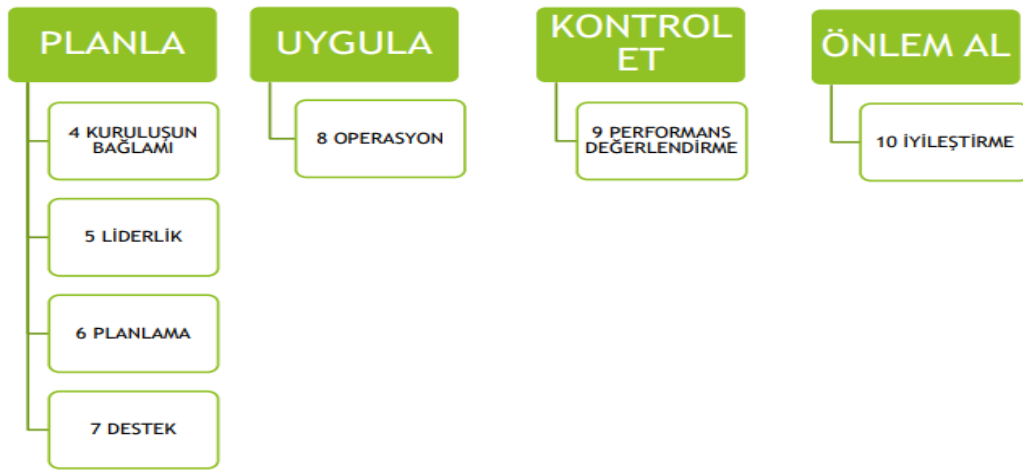 PLANLA
4 KURULUŞUN
BAĞLAMI
5 LİDERLİK
6 PLANLAMA
7 DESTEK
UYGULA
8 OPERASYON
KONTROL
ET
9 PERFORMANS
DEĞERLENDİRME
ÖNLEM AL
10 İYİLEŞTİRME